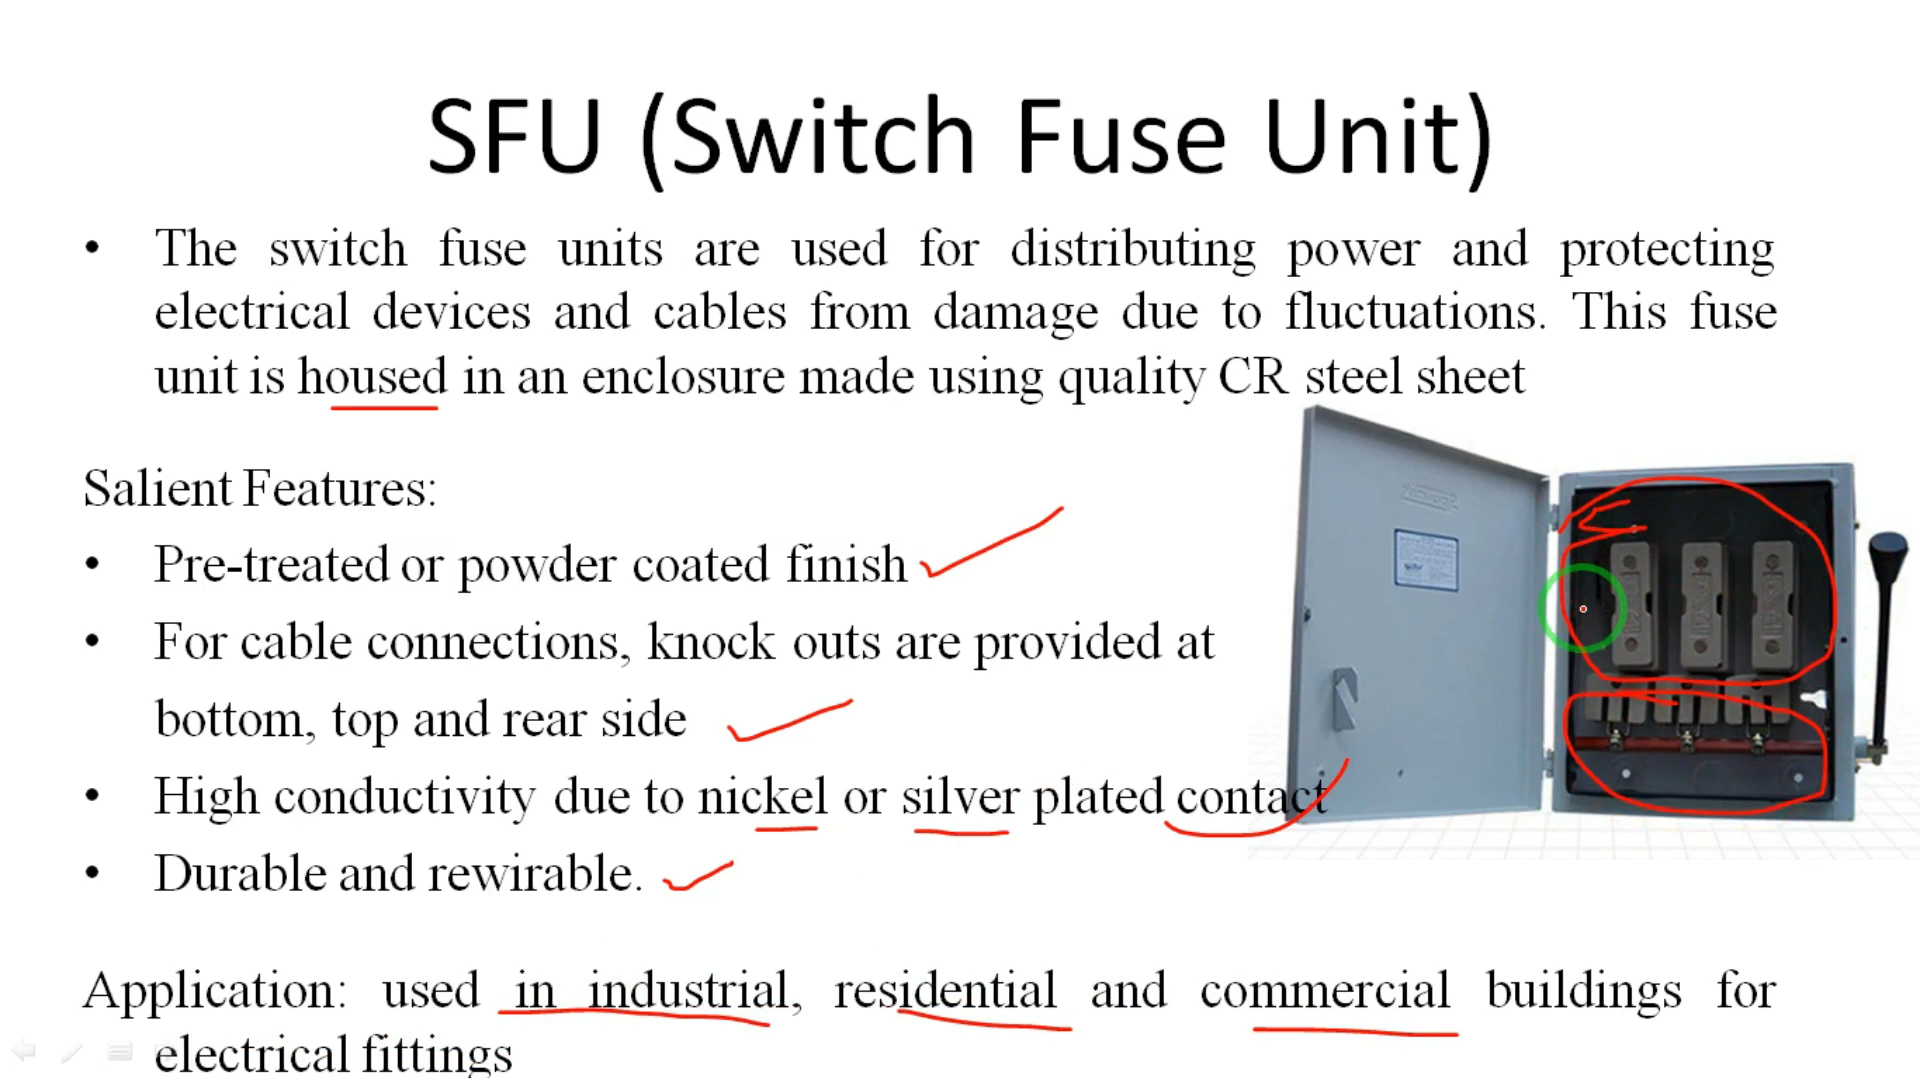 SFU (Switch Fuse Unit)
• The switch fuse units are used for distributing power and protecting
electrical devices and cables from damage due to fluctuations. This fuse
unit is housed in an enclosure made using quality CR steel sheet
Salient Features:
• Pre-treated or powder coated finish
• For cable connections, knock outs are provided at
bottom, top and rear side
• High conductivity due to nickel or silver plated contact
• Durable and rewirable.
Application: used in industrial, residential and commercial buildings for
electrical fittings